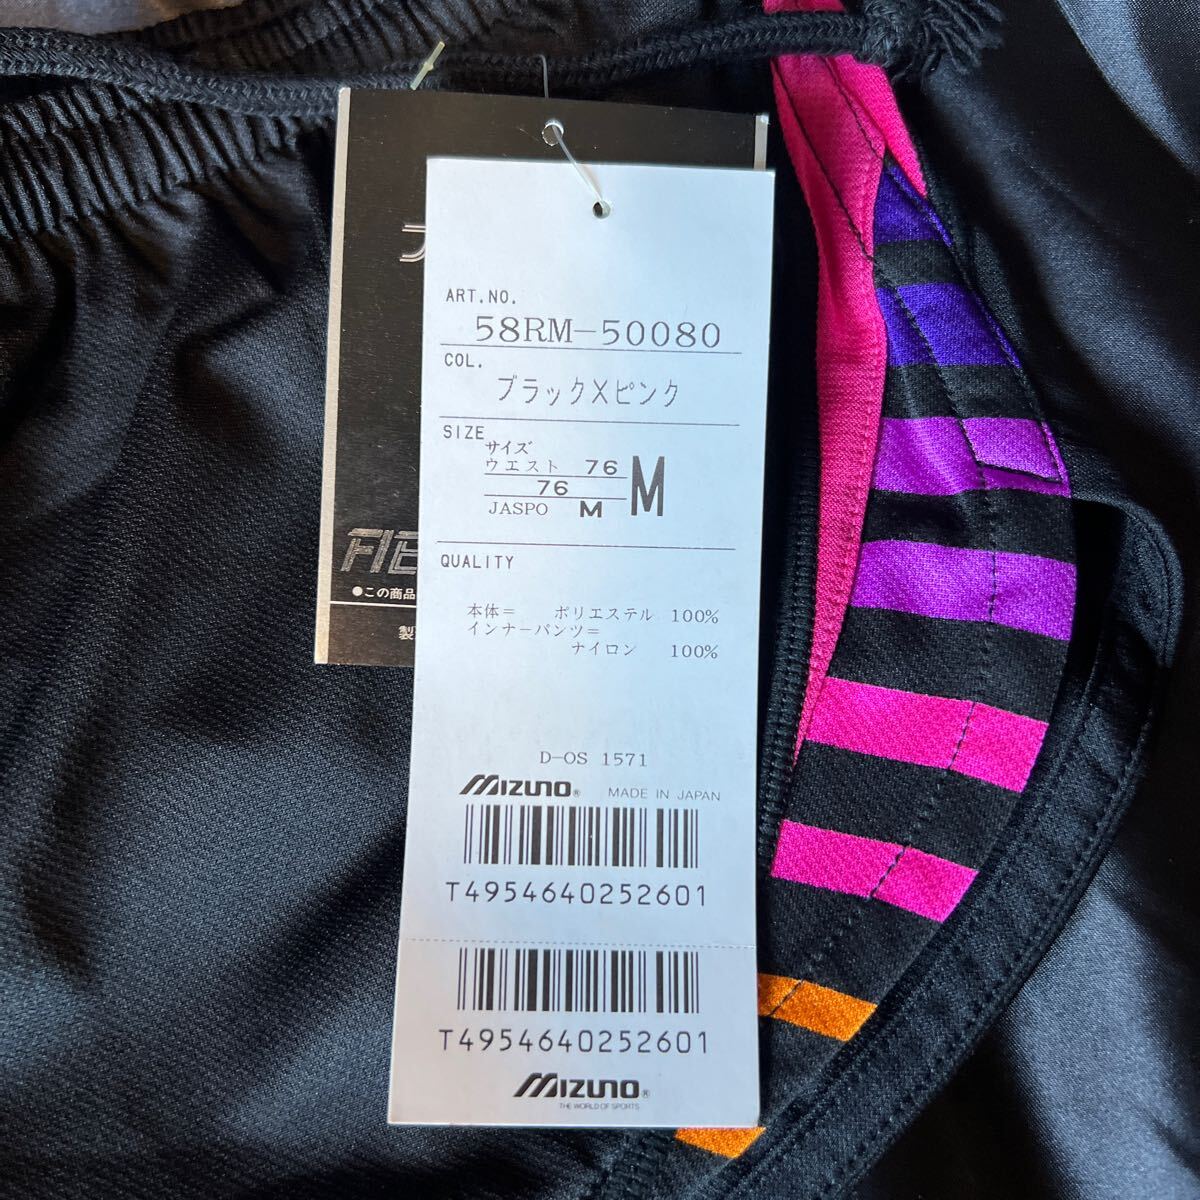 ART.NO.
58RM-50080
COL.
ブラック×ピンク
SIZE
サイズ
ウエスト 76
76
JASPO M
M
QUALITY
本体= ポリエステル 100%
インナーパンツ=
ナイロン 100%
D-OS 1571
MIZUNO® MADE IN JAPAN
T4954640252601
T4954640252601
MIZUNO®
THE WORLD OF SPORTS
●この商品
製